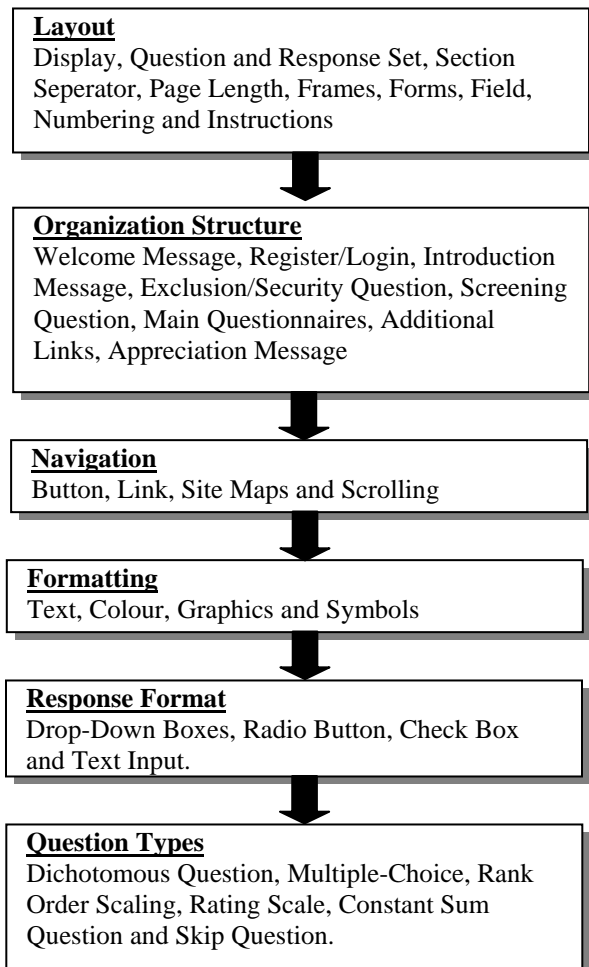 Layout
Display, Question and Response Set, Section
Seperator, Page Length, Frames, Forms, Field,
Numbering and Instructions
Organization Structure
Welcome Message, Register/Login, Introduction
Message, Exclusion/Security Question, Screening
Question, Main Questionnaires, Additional
Links, Appreciation Message
Navigation
Button, Link, Site Maps and Scrolling
Formatting
Text, Colour, Graphics and Symbols
Response Format
Drop-Down Boxes, Radio Button, Check Box
and Text Input.
Question Types
Dichotomous Question, Multiple-Choice, Rank
Order Scaling, Rating Scale, Constant Sum
Question and Skip Question.